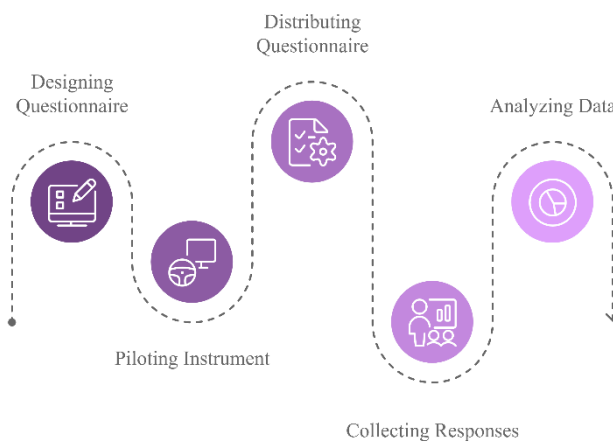 Designing
Questionnaire
Piloting Instrument
Distributing
Questionnaire
Collecting Responses
Analyzing Data